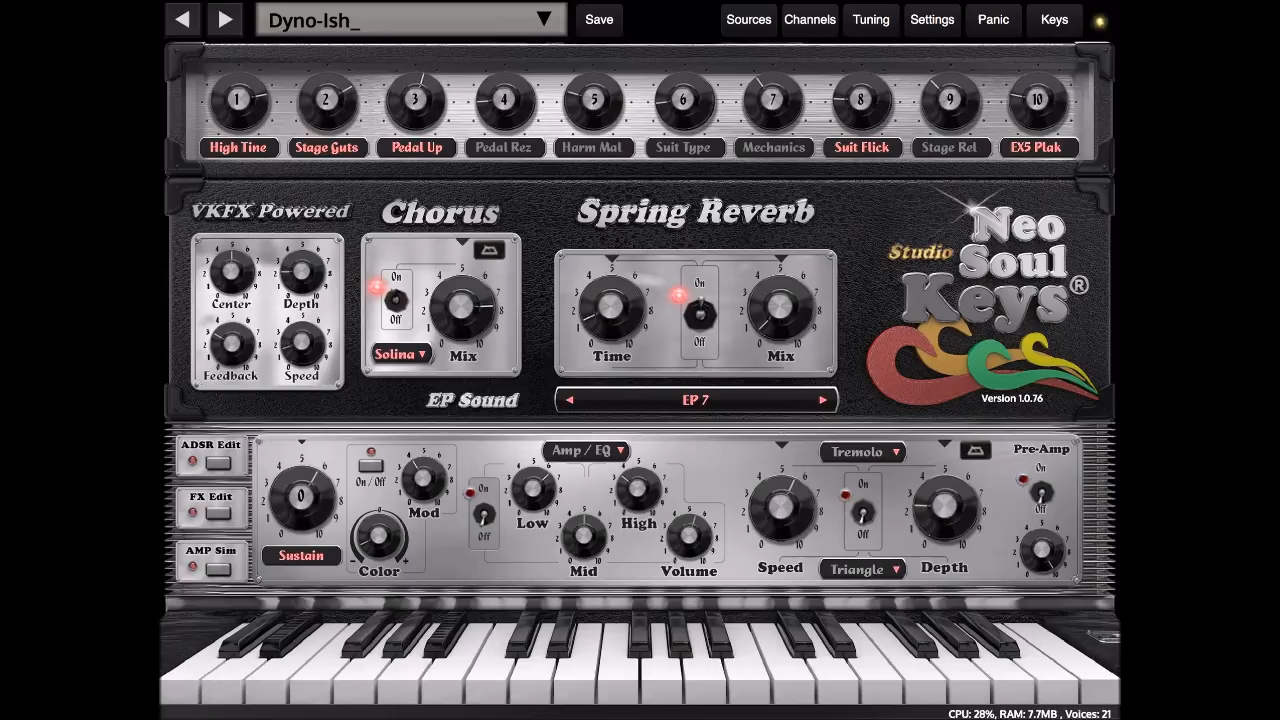 Dyno-Ish_
Save
Sources
Channels
Tuning
Settings
Panic
Keys
1 2 3 4 5 6 7 8 9 10
High Tine
Stage Guts
Pedal Up
Pedal Rez
Harm Mal
Suit Type
Mechanics
Suit Flick
Stage Rel
EX5 Plak
VKFX Powered
Center
Depth
Feedback
Speed
Chorus
On
Off
Solina
Mix
Spring Reverb
Time
On
Off
Mix
EP Sound
EP 7
Studio
Neo
Soul
Keys®
Version 1.0.76
ADSR Edit
FX Edit
AMP Sim
0
Sustain
On / Off
Mod
Color
Amp / EQ
On
Off
Low
Mid
High
Volume
Tremolo
Speed
On
Off
Triangle
Depth
Pre-Amp
On
Off
CPU: 28%, RAM: 7.7MB , Voices: 21